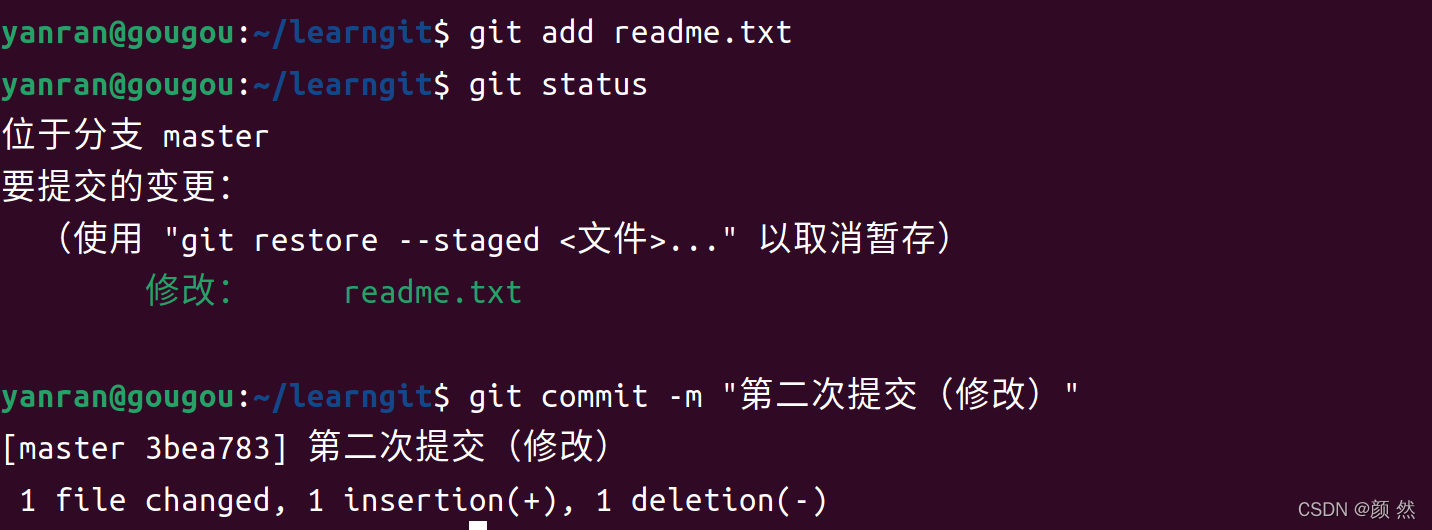 yanran@gougou:~/learngit$ git add readme.txt
yanran@gougou:~/learngit$ git status
位于分支 master
要提交的变更：
（使用 "git restore --staged <文件>..." 以取消暂存）
修改： readme.txt
yanran@gougou:~/learngit$ git commit -m "第二次提交（修改）"
[master 3bea783] 第二次提交（修改）
1 file changed, 1 insertion(+), 1 deletion(-)
CSDN @颜 然